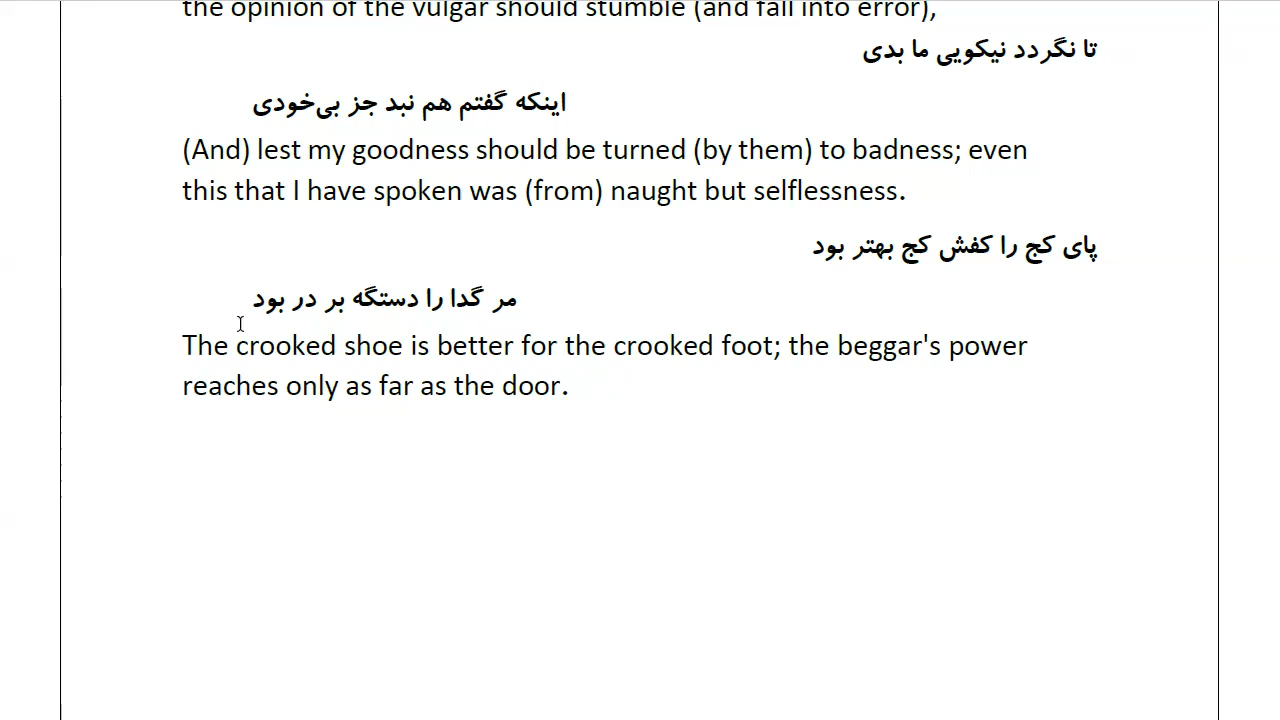 the opinion of the vulgar should stumble (and fall into error),
تا نگردد نیکویی ما بدی
اینکه گفتم هم نبد جز بی‌خودی
(And) lest my goodness should be turned (by them) to badness; even
this that I have spoken was (from) naught but selflessness.
پای کج را کفش کج بهتر بود
مر گدا را دستگه بر در بود
The crooked shoe is better for the crooked foot; the beggar's power
reaches only as far as the door.